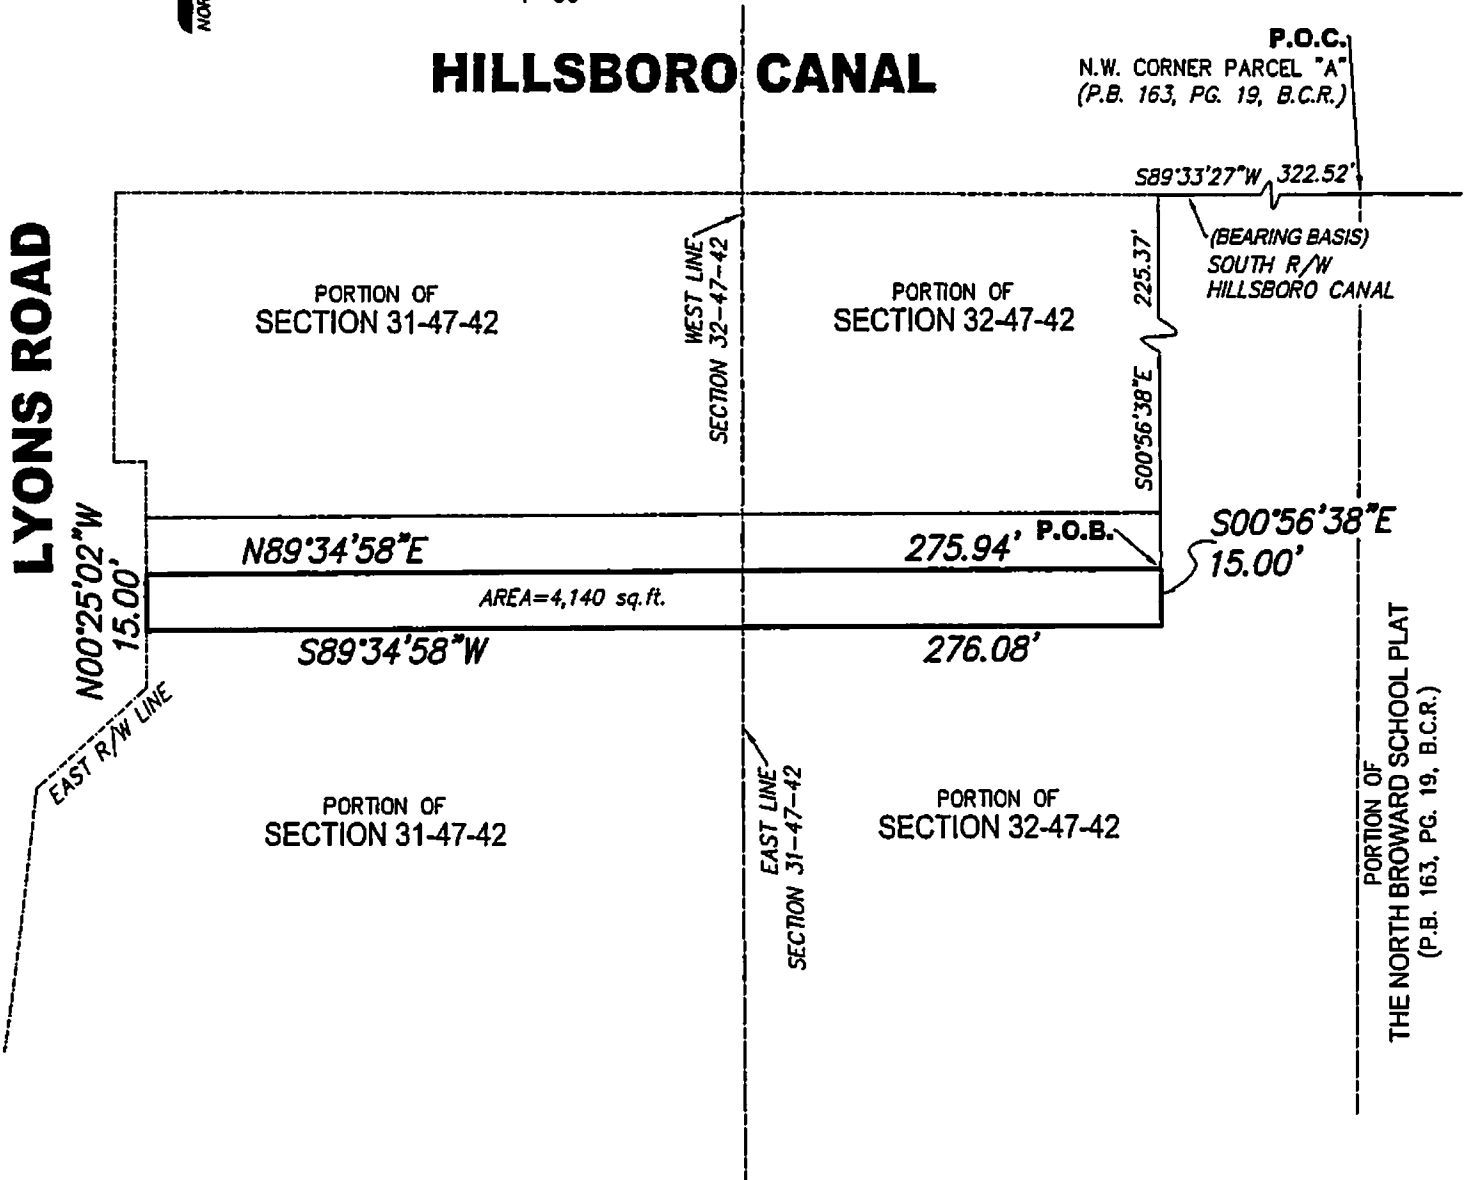 HILLSBORO CANAL
P.O.C.
N.W. CORNER PARCEL "A"
(P.B. 163, PG. 19, B.C.R.)
S89°33'27"W 322.52'
(BEARING BASIS)
SOUTH R/W
HILLSBORO CANAL
LYONS ROAD
PORTION OF
SECTION 31-47-42
WEST LINE
SECTION 32-47-42
PORTION OF
SECTION 32-47-42
225.37'
S00°56'38"E
N89°34'58"E
275.94'
P.O.B.
S00°56'38"E
15.00'
N00°25'02"W
15.00'
AREA=4,140 sq.ft.
S89°34'58"W
276.08'
EAST R/W LINE
PORTION OF
SECTION 31-47-42
EAST LINE
SECTION 31-47-42
PORTION OF
SECTION 32-47-42
PORTION OF
THE NORTH BROWARD SCHOOL PLAT
(P.B. 163, PG. 19, B.C.R.)